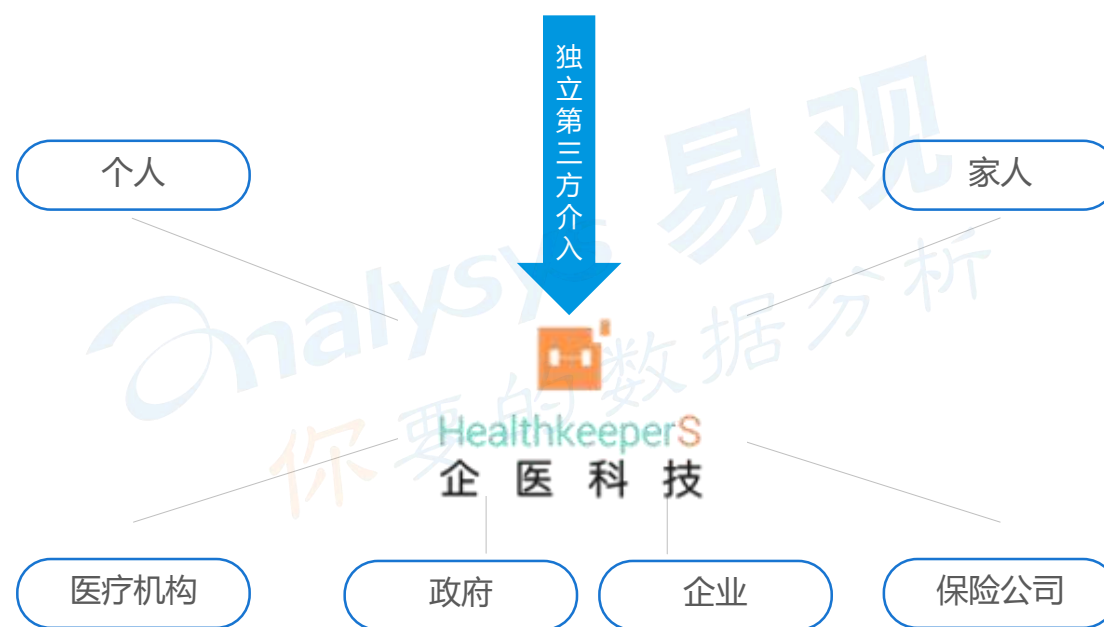 独立第三方介入
个人
家人
nalysys 易观
你要的数据分析
HealthkeeperS
企医科技
医疗机构
政府
企业
保险公司